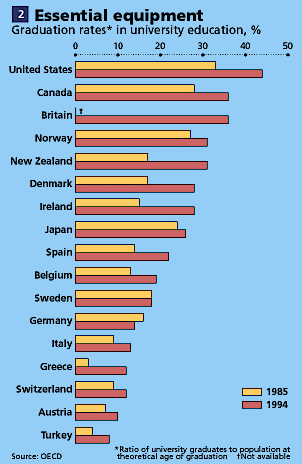 2 Essential equipment
Graduation rates* in university education, %
0 10 20 30 40 50
United States
Canada
Britain †
Norway
New Zealand
Denmark
Ireland
Japan
Spain
Belgium
Sweden
Germany
Italy
Greece
Switzerland
Austria
Turkey
1985
1994
*Ratio of university graduates to population at
Source: OECD theoretical age of graduation †Not available